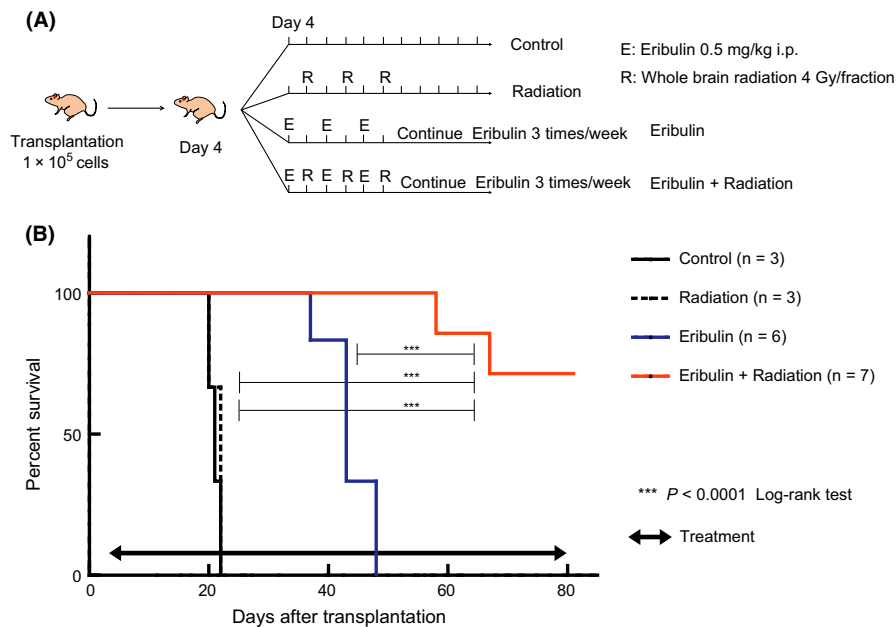 (A)
Day 4
Control
E: Eribulin 0.5 mg/kg i.p.
R R R
Radiation
R: Whole brain radiation 4 Gy/fraction
E E E
Continue Eribulin 3 times/week
Eribulin
Transplantation
1 × 10⁵ cells
Day 4
E R E R E R
Continue Eribulin 3 times/week
Eribulin + Radiation
(B)
Percent survival
100
50
0
0 20 40 60 80
Days after transplantation
***
***
***
Control (n = 3)
Radiation (n = 3)
Eribulin (n = 6)
Eribulin + Radiation (n = 7)
*** P < 0.0001 Log-rank test
Treatment